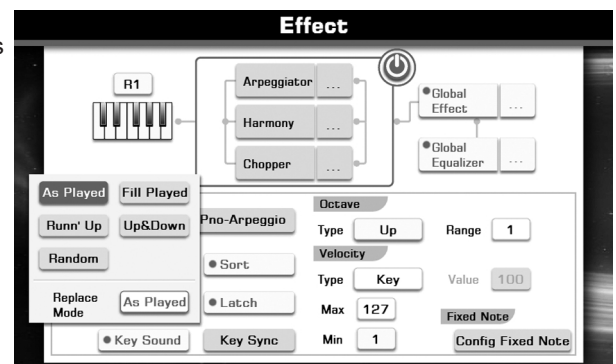 s
Effect
R1
Arpeggiator ...
Harmony ...
Chopper ...
Global Effect ...
Global Equalizer ...
As Played Fill Played
Runn' Up Up&Down
Random
Replace Mode As Played
Pno-Arpeggio
Sort
Latch
Key Sound Key Sync
Octave
Type Up Range 1
Velocity
Type Key Value 100
Max 127
Min 1
Fixed Note
Config Fixed Note